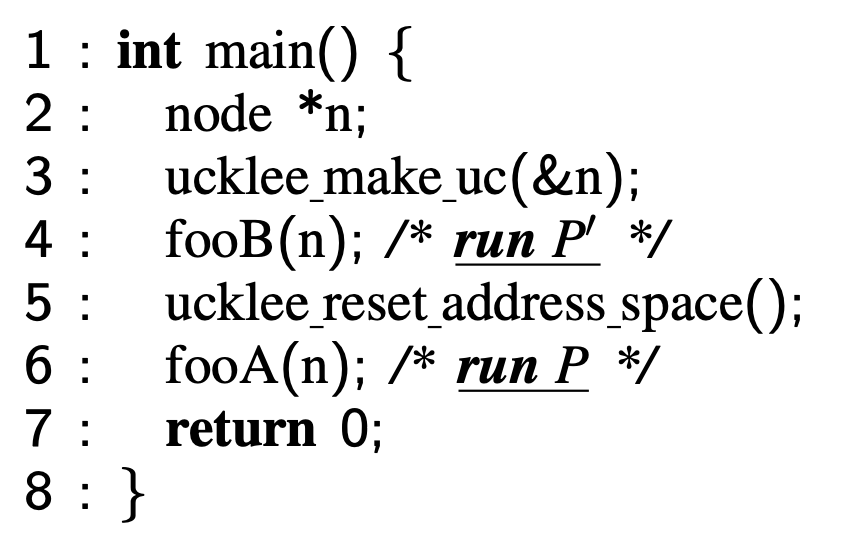 1 : int main() {
2 : node *n;
3 : ucklee_make_uc(&n);
4 : fooB(n); /* run P′ */
5 : ucklee_reset_address_space();
6 : fooA(n); /* run P */
7 : return 0;
8 : }